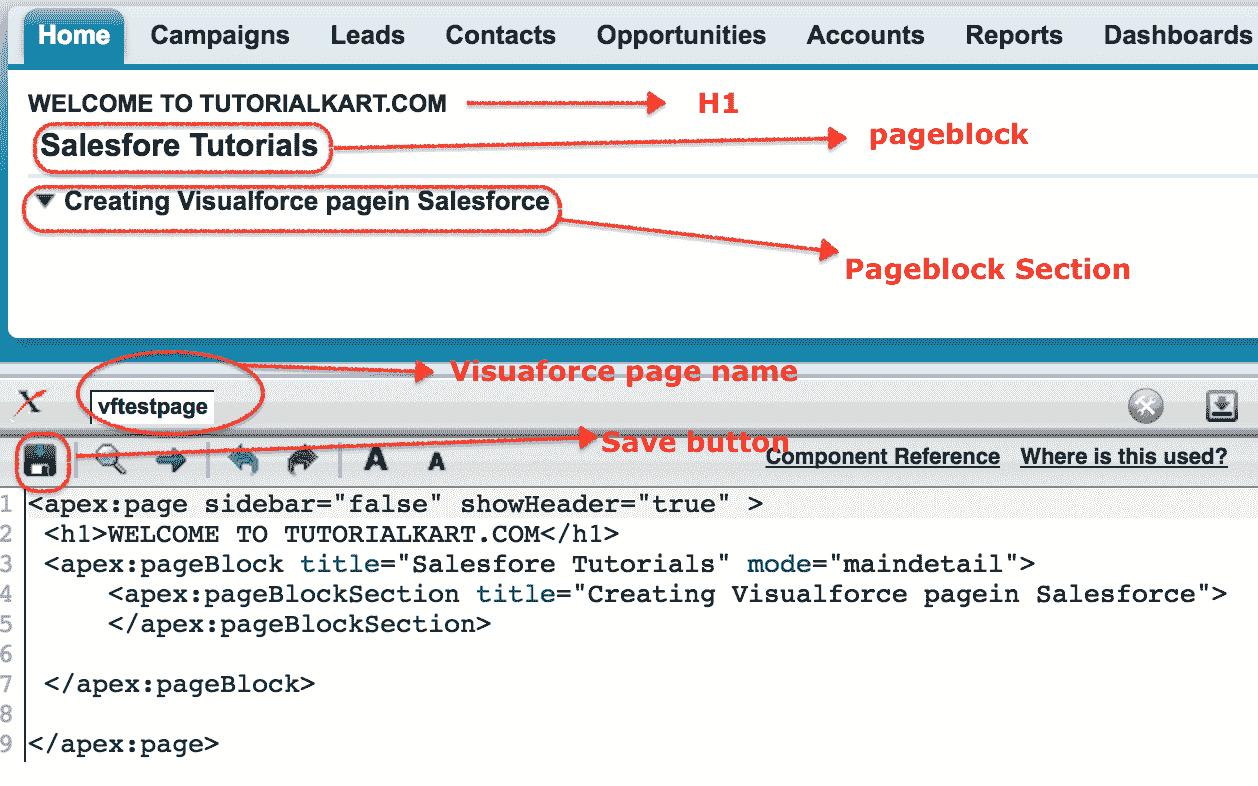 Home Campaigns Leads Contacts Opportunities Accounts Reports Dashboards
WELCOME TO TUTORIALKART.COM H1
Salesfore Tutorials pageblock
Creating Visualforce pagein Salesforce
Pageblock Section
Visuaforce page name
vftestpage
Save button
A A Component Reference Where is this used?
1 <apex:page sidebar="false" showHeader="true" >
2 <h1>WELCOME TO TUTORIALKART.COM</h1>
3 <apex:pageBlock title="Salesfore Tutorials" mode="maindetail">
4 <apex:pageBlockSection title="Creating Visualforce pagein Salesforce">
5 </apex:pageBlockSection>
6
7 </apex:pageBlock>
8
9 </apex:page>